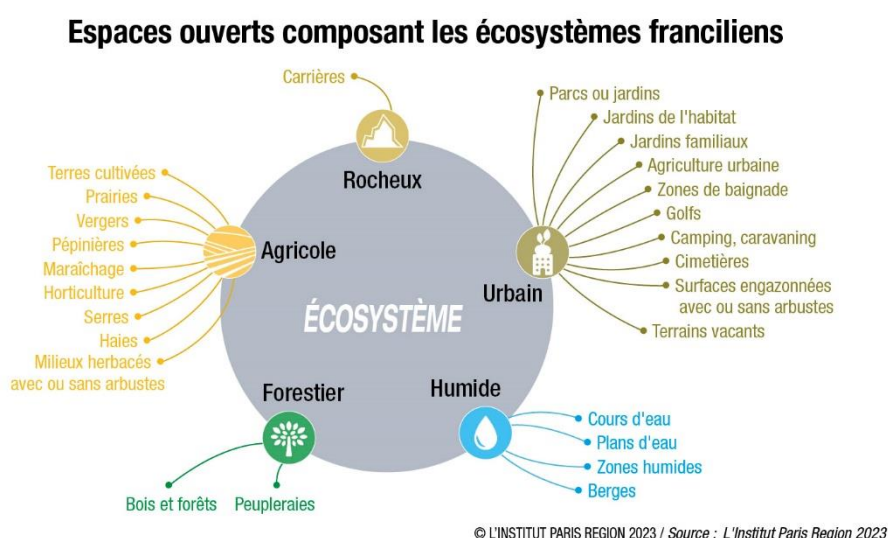 Espaces ouverts composant les écosystèmes franciliens
Carrières
Rocheux
Parcs ou jardins
Jardins de l'habitat
Jardins familiaux
Agriculture urbaine
Zones de baignade
Golfs
Camping, caravaning
Cimetières
Surfaces engazonnées
avec ou sans arbustes
Terrains vacants
Urbain
Terres cultivées
Prairies
Vergers
Pépinières
Maraîchage
Horticulture
Serres
Haies
Milieux herbacés
avec ou sans arbustes
Agricole
ÉCOSYSTÈME
Forestier
Bois et forêts
Peupleraies
Humide
Cours d'eau
Plans d'eau
Zones humides
Berges
© L'INSTITUT PARIS REGION 2023 / Source : L'Institut Paris Region 2023